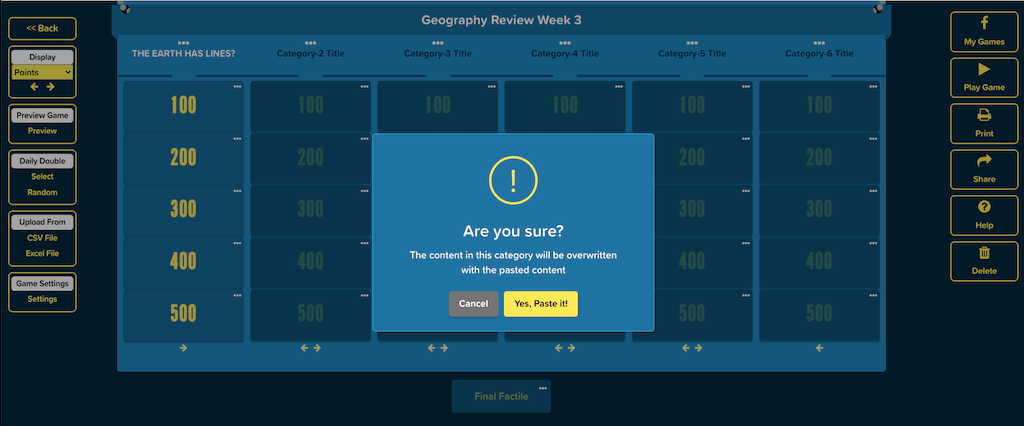 Geography Review Week 3
<< Back
Display
Points
Preview Game
Preview
Daily Double
Select
Random
Upload From
CSV File
Excel File
Game Settings
Settings
THE EARTH HAS LINES?
Category-2 Title
Category-3 Title
Category-4 Title
Category-5 Title
Category-6 Title
100
100
100
100
100
100
200
200
200
200
300
300
300
300
400
400
400
400
500
500
500
500
Are you sure?
The content in this category will be overwritten
with the pasted content
Cancel
Yes, Paste it!
Final Factile
My Games
Play Game
Print
Share
Help
Delete